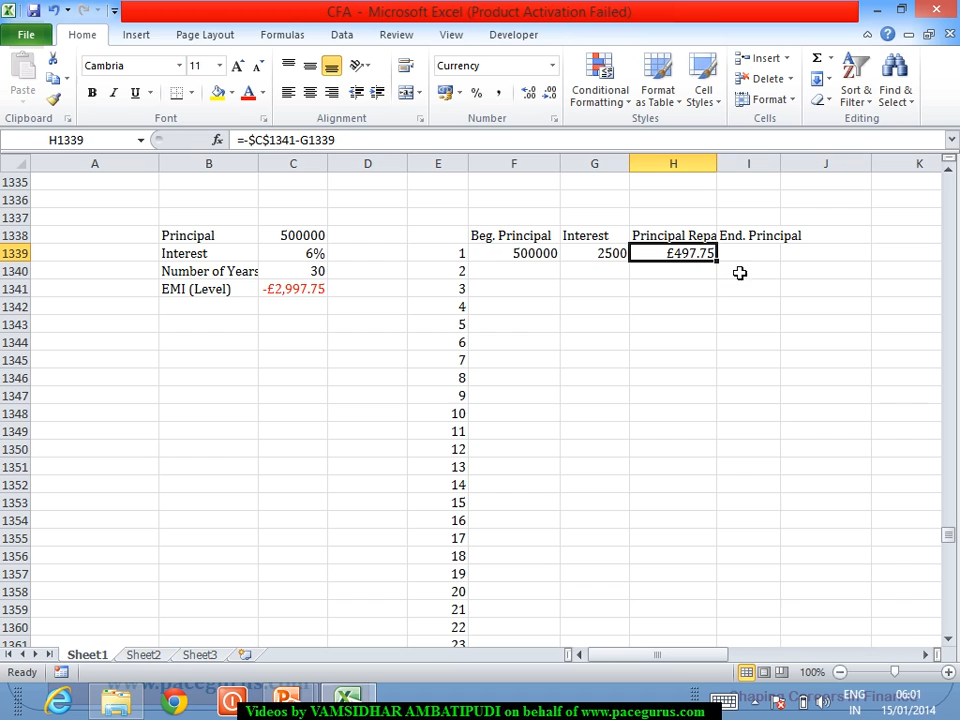 CFA - Microsoft Excel (Product Activation Failed)
File Home Insert Page Layout Formulas Data Review View Developer
Paste
Cambria 11
B I U
Currency
% ,
Conditional Formatting
Format as Table
Cell Styles
Insert
Delete
Format
Sort & Filter
Find & Select
Clipboard Font Alignment Number Styles Cells Editing
H1339 fx =-$C$1341-G1339
A B C D E F G H I J K
1335
1336
1337
1338 Principal 500000 Beg. Principal Interest Principal Repa End. Principal
1339 Interest 6% 1 500000 2500 £497.75
1340 Number of Years 30 2
1341 EMI (Level) -£2,997.75 3
1342 4
1343 5
1344 6
1345 7
1346 8
1347 9
1348 10
1349 11
1350 12
1351 13
1352 14
1353 15
1354 16
1355 17
1356 18
1357 19
1358 20
1359 21
1360 22
1361 23
Sheet1 Sheet2 Sheet3
Ready 100%
www.pacegurus.com
Shaping Careers in Finance
ENG 06:01
IN 15/01/2014
Videos by VAMSIDHAR AMBATIPUDI on behalf of www.pacegurus.com